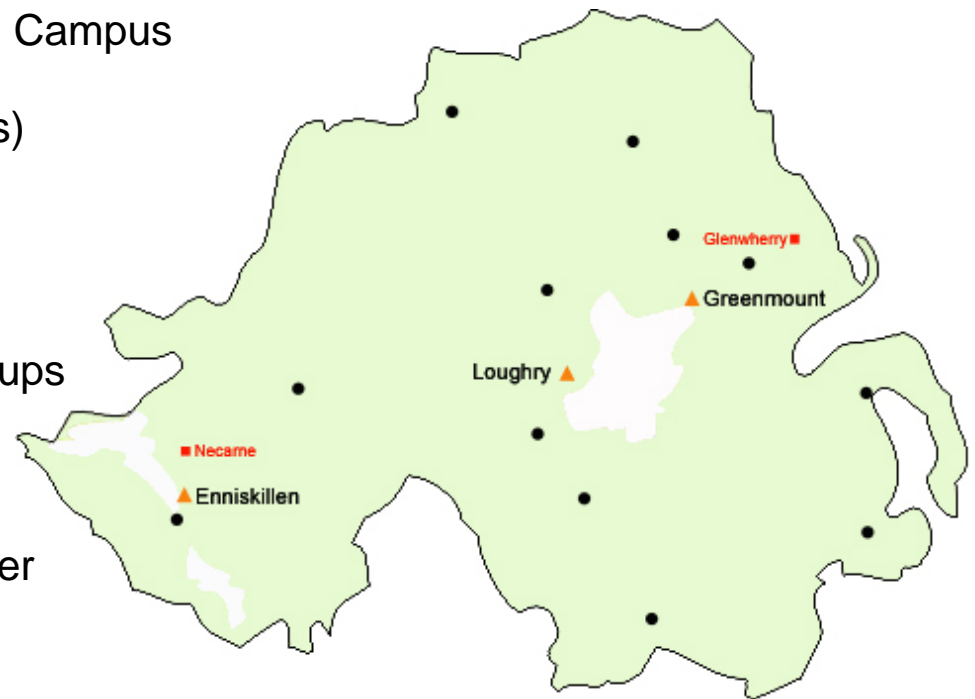 Campus
s)
Glenwherry
Greenmount
ups
Loughry
Necarne
Enniskillen
er